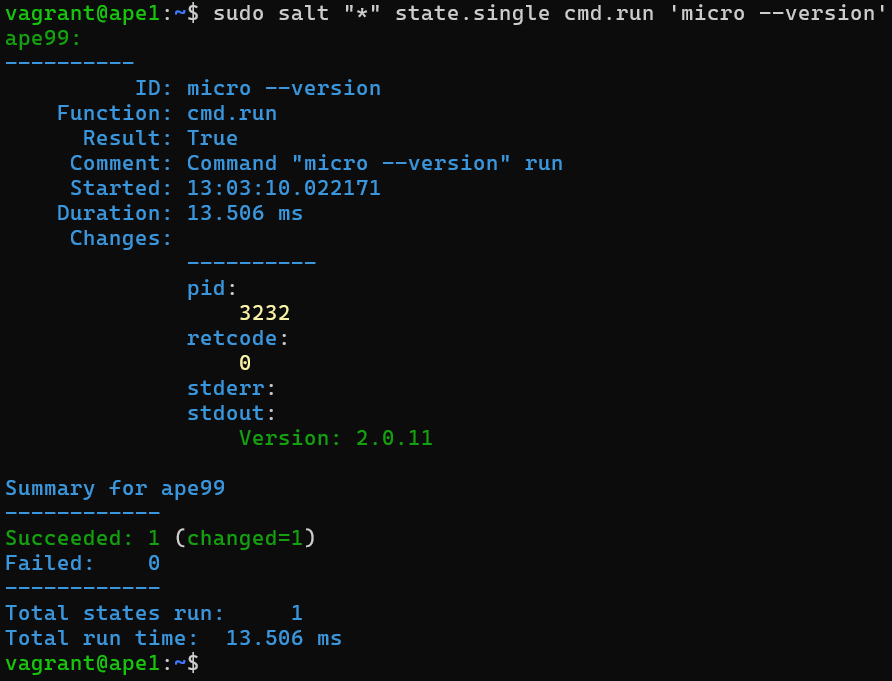 vagrant@ape1:~$ sudo salt "*" state.single cmd.run 'micro --version'
ape99:
----------
          ID: micro --version
    Function: cmd.run
      Result: True
     Comment: Command "micro --version" run
     Started: 13:03:10.022171
    Duration: 13.506 ms
     Changes:
              ----------
              pid:
                  3232
              retcode:
                  0
              stderr:
              stdout:
                  Version: 2.0.11

Summary for ape99
------------
Succeeded: 1 (changed=1)
Failed:    0
------------
Total states run:     1
Total run time:  13.506 ms
vagrant@ape1:~$